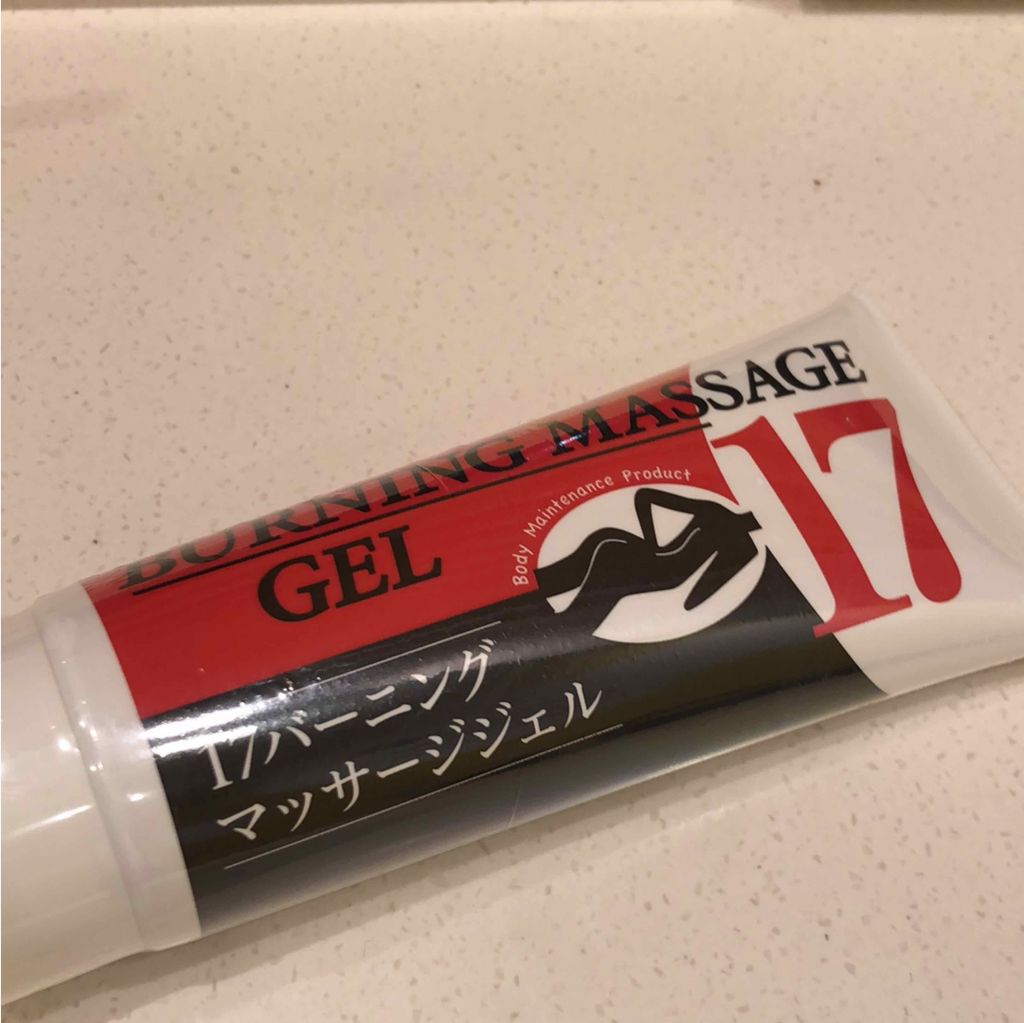 BURNING MASSAGE
GEL
17
Body Maintenance Product
17バーニング
マッサージジェル